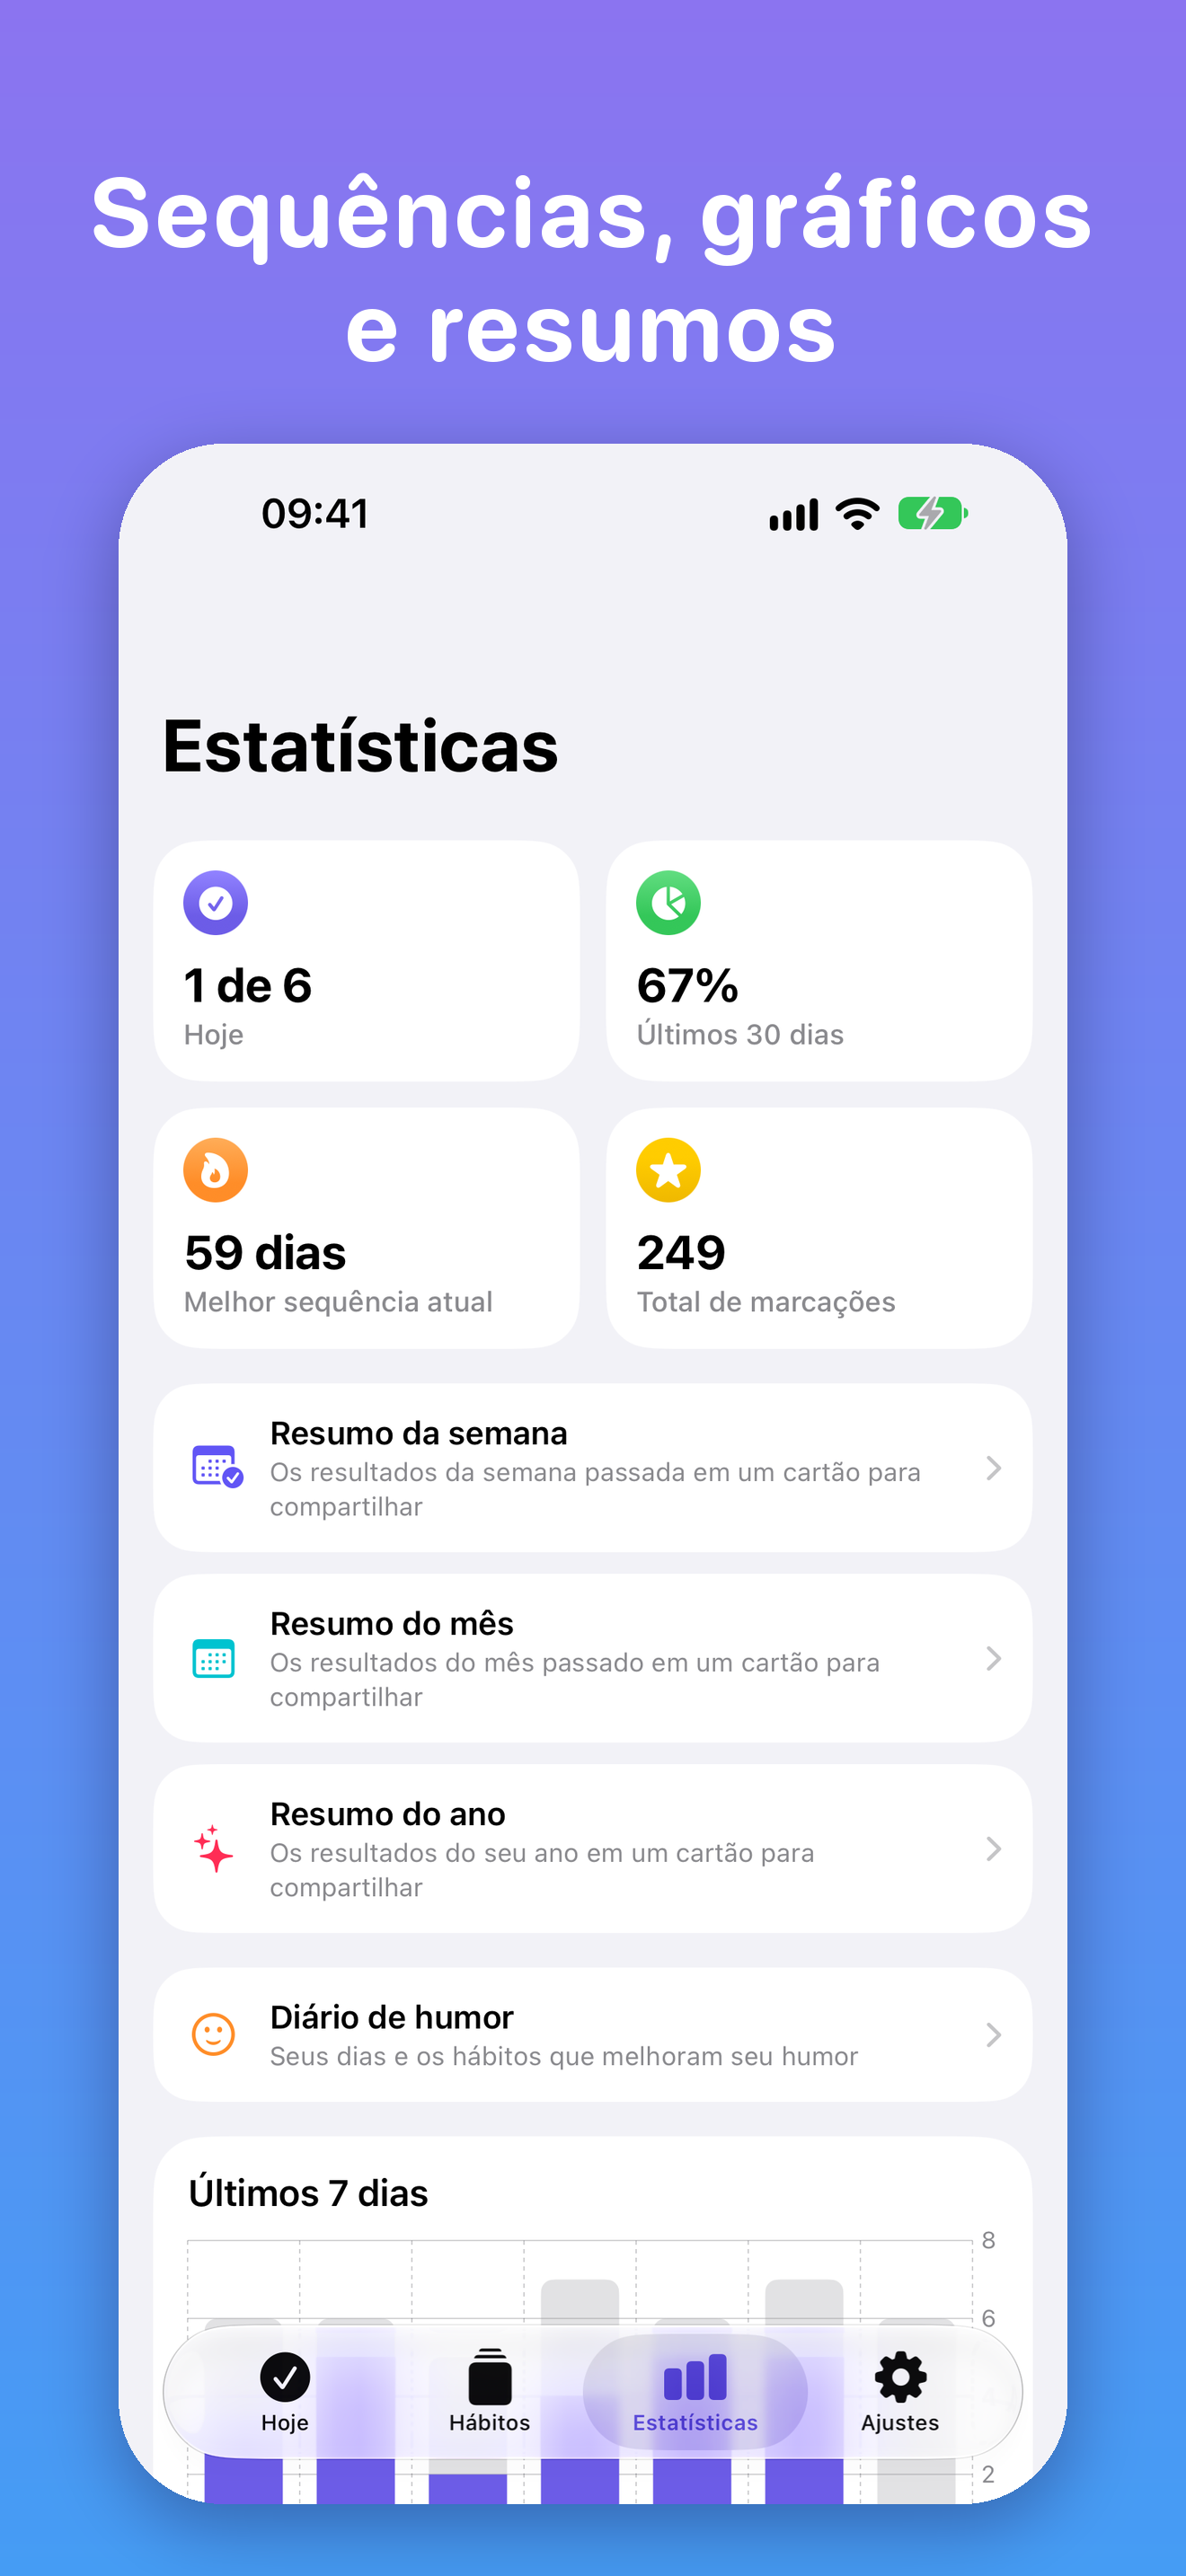 Sequências, gráficos
e resumos
09:41
Estatísticas
1 de 6
Hoje
67%
Últimos 30 dias
59 dias
Melhor sequência atual
249
Total de marcações
Resumo da semana
Os resultados da semana passada em um cartão para
compartilhar
Resumo do mês
Os resultados do mês passado em um cartão para
compartilhar
Resumo do ano
Os resultados do seu ano em um cartão para
compartilhar
Diário de humor
Seus dias e os hábitos que melhoram seu humor
Últimos 7 dias
8
6
Hoje
Hábitos
Estatísticas
Ajustes
2